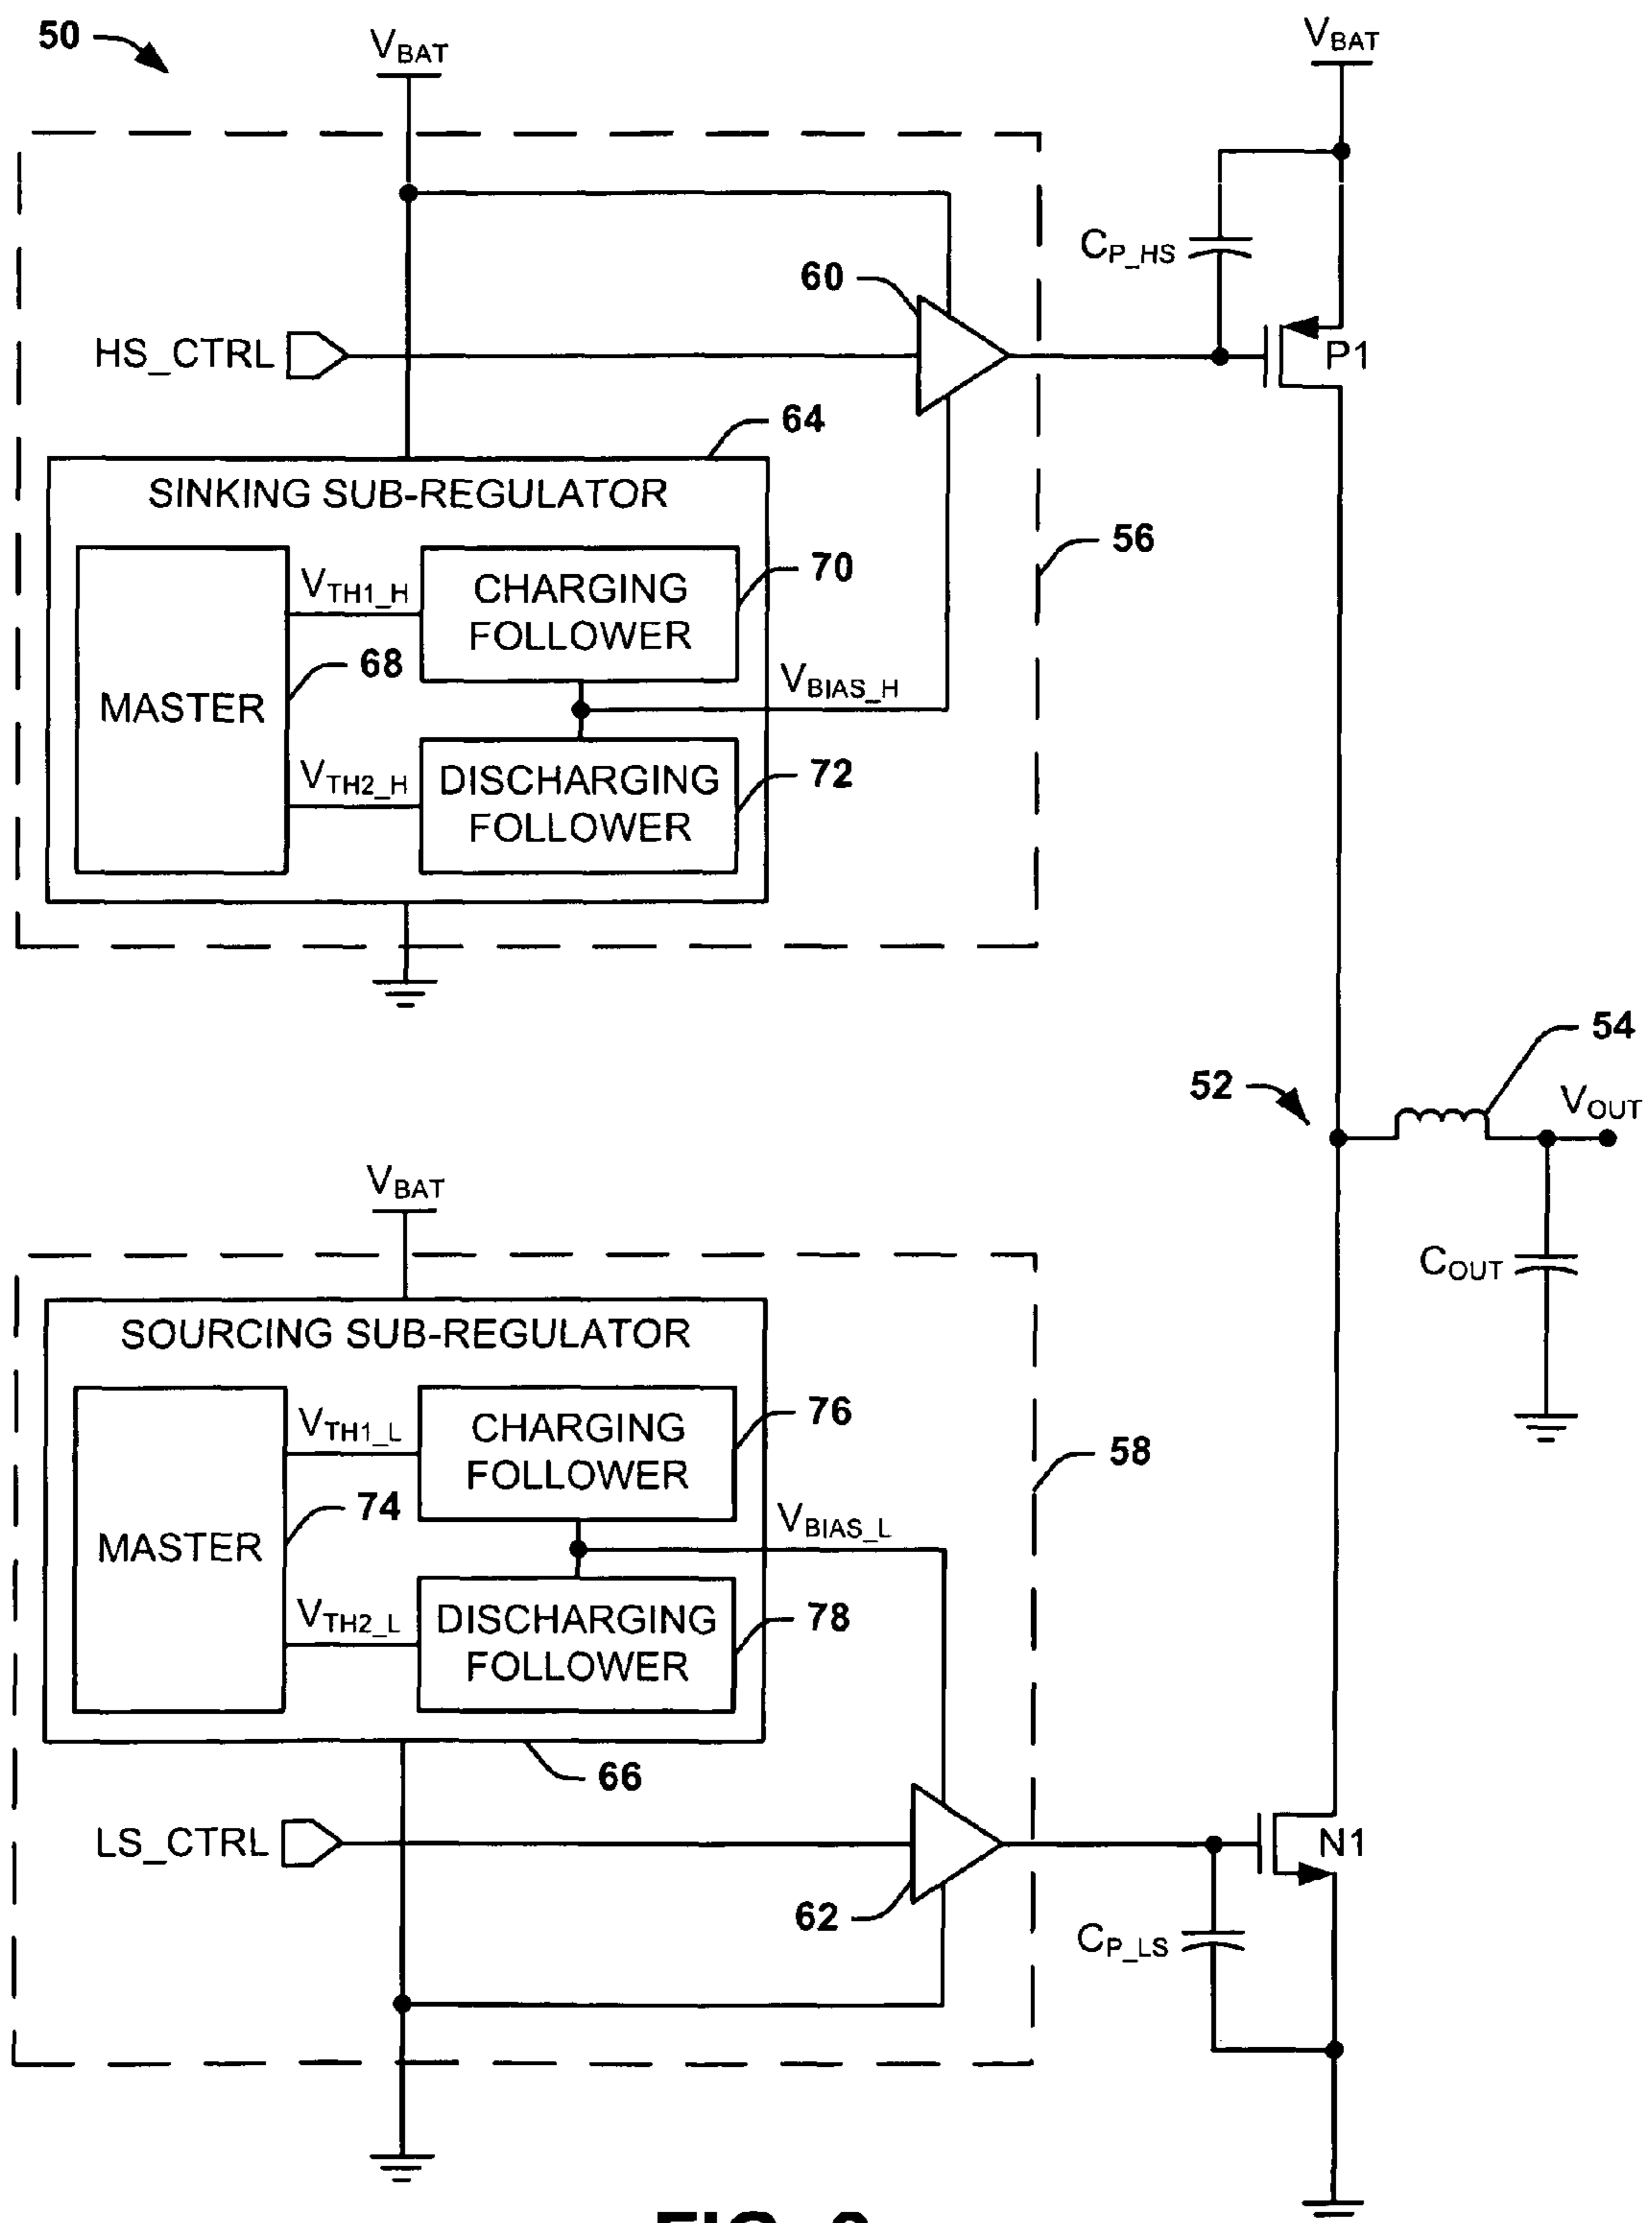 50
VBAT
VBAT
CP_HS
60
HS_CTRL
P1
64
SINKING SUB-REGULATOR
56
70
CHARGING
FOLLOWER
VTH1_H
68
MASTER
VBIAS_H
VTH2_H
72
DISCHARGING
FOLLOWER
54
52
VOUT
VBAT
COUT
SOURCING SUB-REGULATOR
76
CHARGING
FOLLOWER
VTH1_L
58
74
MASTER
VBIAS_L
VTH2_L
78
DISCHARGING
FOLLOWER
66
LS_CTRL
N1
62
CP_LS